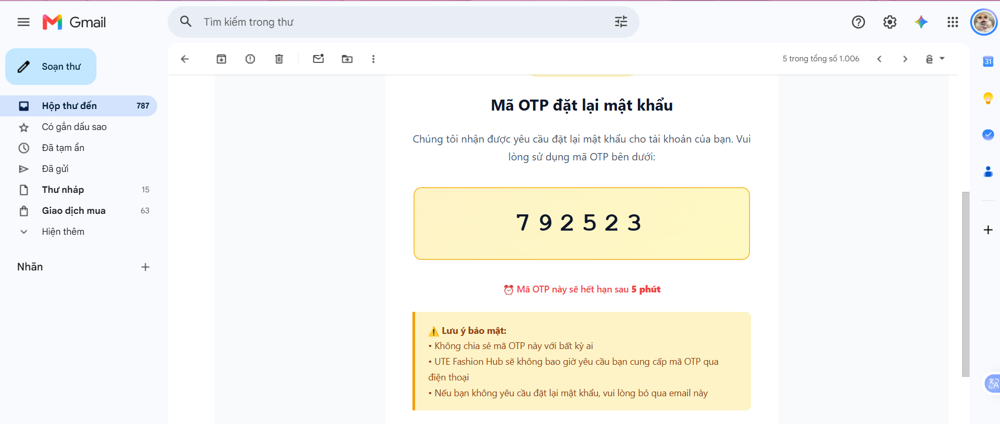 Gmail
Tìm kiếm trong thư
Soạn thư
5 trong tổng số 1.006
ê
31
Hộp thư đến 787
Có gắn dấu sao
Đã tạm ẩn
Đã gửi
Thư nháp 15
Giao dịch mua 63
Hiện thêm
Nhãn
Mã OTP đặt lại mật khẩu
Chúng tôi nhận được yêu cầu đặt lại mật khẩu cho tài khoản của bạn. Vui
lòng sử dụng mã OTP bên dưới:
7 9 2 5 2 3
⏰ Mã OTP này sẽ hết hạn sau 5 phút
⚠️ Lưu ý bảo mật:
• Không chia sẻ mã OTP này với bất kỳ ai
• UTE Fashion Hub sẽ không bao giờ yêu cầu bạn cung cấp mã OTP qua
điện thoại
• Nếu bạn không yêu cầu đặt lại mật khẩu, vui lòng bỏ qua email này